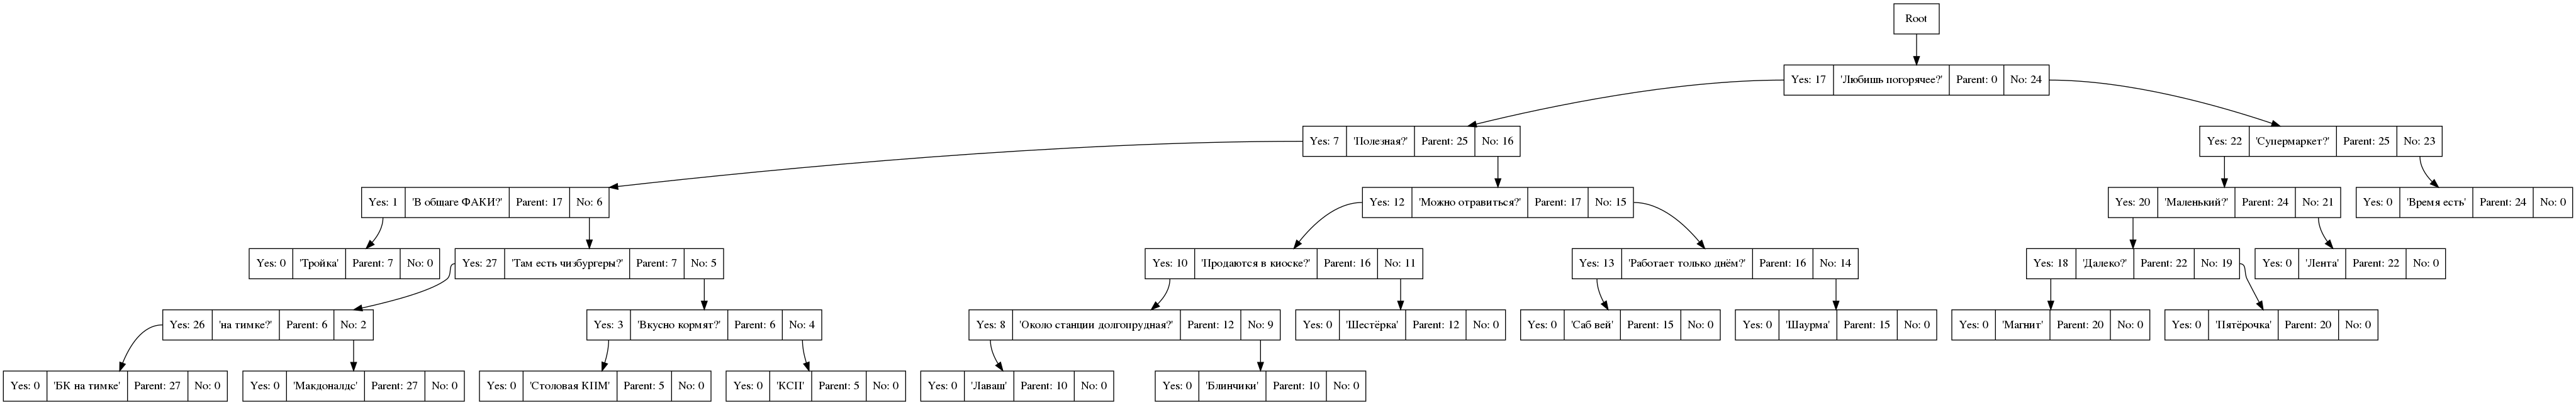 Root
Yes: 17 'Любишь погорячее?' Parent: 0 No: 24
Yes: 7 'Полезная?' Parent: 25 No: 16
Yes: 22 'Супермаркет?' Parent: 25 No: 23
Yes: 1 'В общаге ФАКИ?' Parent: 17 No: 6
Yes: 12 'Можно отравиться?' Parent: 17 No: 15
Yes: 20 'Маленький?' Parent: 24 No: 21
Yes: 0 'Время есть' Parent: 24 No: 0
Yes: 0 'Тройка' Parent: 7 No: 0
Yes: 27 'Там есть чизбургеры?' Parent: 7 No: 5
Yes: 10 'Продаются в киоске?' Parent: 16 No: 11
Yes: 13 'Работает только днём?' Parent: 16 No: 14
Yes: 18 'Далеко?' Parent: 22 No: 19
Yes: 0 'Лента' Parent: 22 No: 0
Yes: 26 'на тимке?' Parent: 6 No: 2
Yes: 3 'Вкусно кормят?' Parent: 6 No: 4
Yes: 8 'Около станции долгопрудная?' Parent: 12 No: 9
Yes: 0 'Шестёрка' Parent: 12 No: 0
Yes: 0 'Саб вей' Parent: 15 No: 0
Yes: 0 'Шаурма' Parent: 15 No: 0
Yes: 0 'Магнит' Parent: 20 No: 0
Yes: 0 'Пятёрочка' Parent: 20 No: 0
Yes: 0 'БК на тимке' Parent: 27 No: 0
Yes: 0 'Макдоналдс' Parent: 27 No: 0
Yes: 0 'Столовая КПМ' Parent: 5 No: 0
Yes: 0 'КСП' Parent: 5 No: 0
Yes: 0 'Лаваш' Parent: 10 No: 0
Yes: 0 'Блинчики' Parent: 10 No: 0